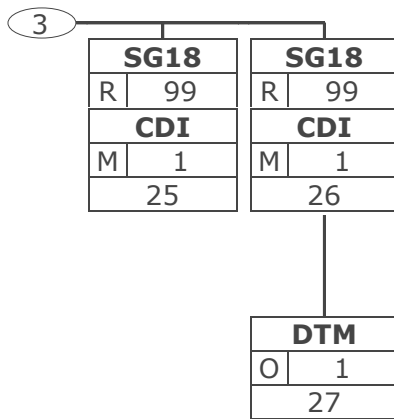 3
SG18 SG18
R 99 R 99
CDI CDI
M 1 M 1
25 26
DTM
O 1
27